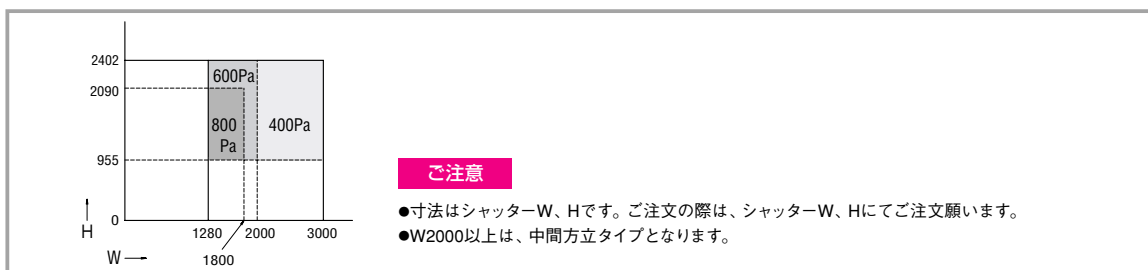 2402
600Pa
2090
800
Pa
400Pa
955
0
H
1280
2000
3000
W
1800
ご注意
●寸法はシャッターW、Hです。ご注文の際は、シャッターW、Hにてご注文願います。
●W2000以上は、中間方立タイプとなります。